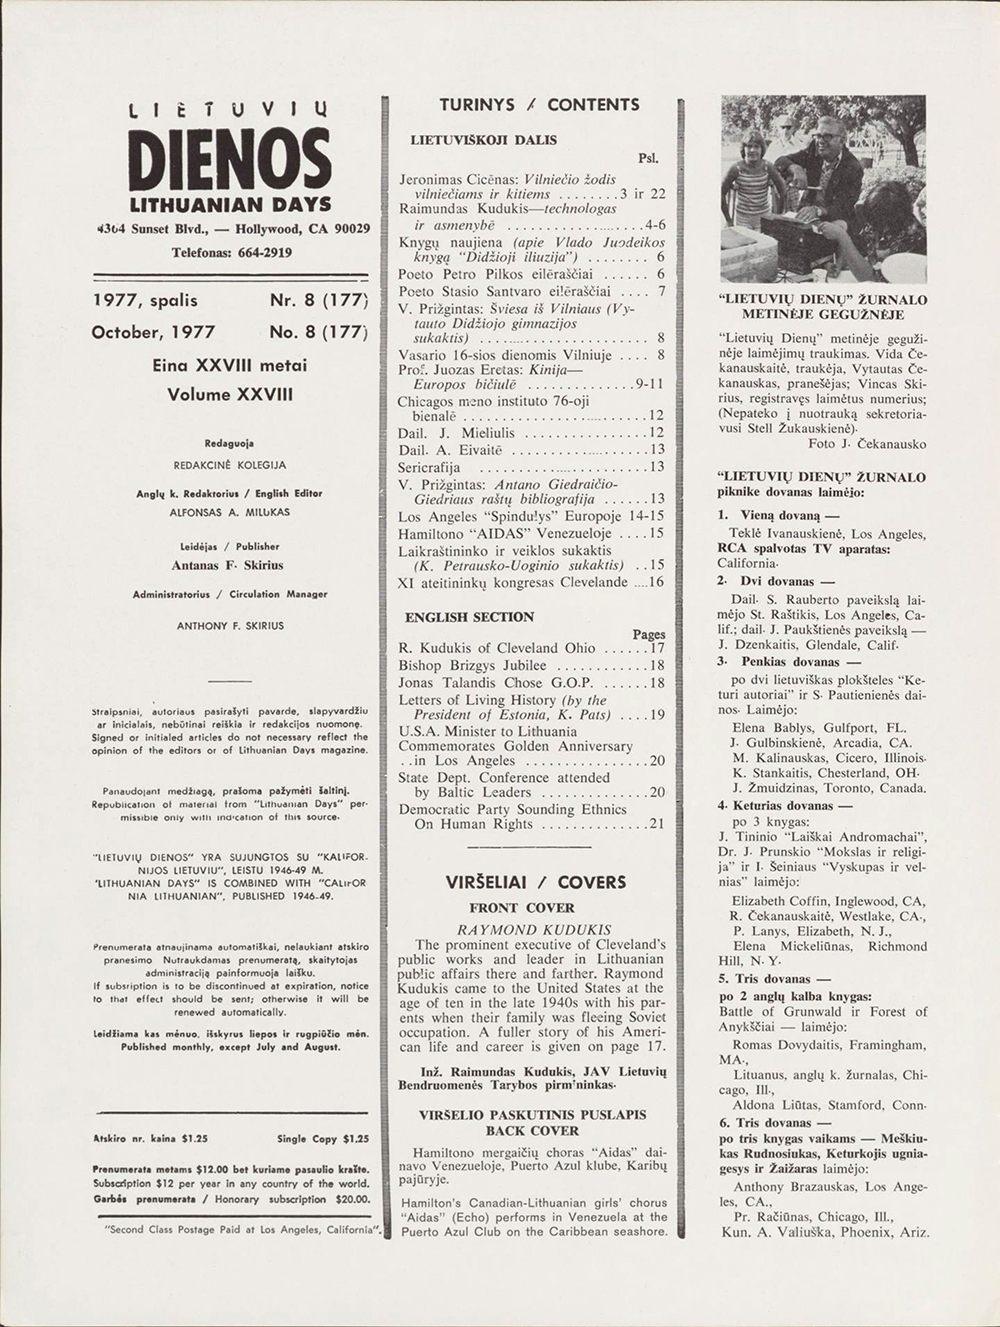 LIETUVIŲ
DIENOS
LITHUANIAN DAYS
4364 Sunset Blvd., — Hollywood, CA 90029
Telefonas: 664-2919
1977, spalis Nr. 8 (177)
October, 1977 No. 8 (177)
Eina XXVIII metai
Volume XXVIII
Redaguoja
REDAKCINĖ KOLEGIJA
Anglų k. Redaktorius / English Editor
ALFONSAS A. MILUKAS
Leidėjas / Publisher
Antanas F. Skirius
Administratorius / Circulation Manager
ANTHONY F. SKIRIUS
Straipsniai, autoriaus pasirašyti pavarde, slapyvardžiu
ar inicialais, nebūtinai reiškia ir redakcijos nuomonę.
Signed or initialed articles do not necessary reflect the
opinion of the editors or of Lithuanian Days magazine.
Panaudojant medžiagą, prašoma pažymėti šaltinį.
Republication of material from "Lithuanian Days" per-
missible only with indication of this source.
"LIETUVIŲ DIENOS" YRA SUJUNGTOS SU "KALIFOR-
NIJOS LIETUVIU", LEISTU 1946-49 M.
'LITHUANIAN DAYS" IS COMBINED WITH "CALIFOR
NIA LITHUANIAN", PUBLISHED 1946-49.
Prenumerata atnaujinama automatiškai, nelaukiant atskiro
pranesimo Nutraukdamas prenumeratą, skaitytojas
administraciją painformuoja laišku.
If subsription is to be discontinued at expiration, notice
to that effect should be sent; otherwise it will be
renewed automatically.
Leidžiama kas mėnuo, išskyrus liepos ir rugpiūčio mėn.
Published monthly, except July and August.
Atskiro nr. kaina $1.25 Single Copy $1.25
Prenumerata metams $12.00 bet kuriame pasaulio krašte.
Subscription $12 per year in any country of the world.
Garbės prenumerata / Honorary subscription $20.00.
"Second Class Postage Paid at Los Angeles, California".
TURINYS / CONTENTS
LIETUVIŠKOJI DALIS
Psl.
Jeronimas Cicėnas: Vilniečio žodis
vilniečiams ir kitiems ........3 ir 22
Raimundas Kudukis—technologas
ir asmenybė ....................4-6
Knygų naujiena (apie Vlado Juodeikos
knygą "Didžioji iliuzija") ........ 6
Poeto Petro Pilkos eilėraščiai ...... 6
Poeto Stasio Santvaro eilėraščiai .... 7
V. Prižgintas: Šviesa iš Vilniaus (Vy-
tauto Didžiojo gimnazijos
sukaktis) ........................ 8
Vasario 16-sios dienomis Vilniuje .... 8
Prof. Juozas Eretas: Kinija—
Europos bičiulė ..............9-11
Chicagos meno instituto 76-oji
bienalė ..........................12
Dail. J. Mieliulis ................12
Dail. A. Eivaitė ..................13
Sericrafija ......................13
V. Prižgintas: Antano Giedraičio-
Giedriaus raštų bibliografija ......13
Los Angeles "Spindulys" Europoje 14-15
Hamiltono "AIDAS" Venezueloje ....15
Laikraštininko ir veiklos sukaktis
(K. Petrausko-Uoginio sukaktis) ..15
XI ateitininkų kongresas Clevelande ....16
ENGLISH SECTION
Pages
R. Kudukis of Cleveland Ohio ......17
Bishop Brizgys Jubilee ............18
Jonas Talandis Chose G.O.P. .......18
Letters of Living History (by the
President of Estonia, K. Pats) ....19
U.S.A. Minister to Lithuania
Commemorates Golden Anniversary
..in Los Angeles ................20
State Dept. Conference attended
by Baltic Leaders ................20
Democratic Party Sounding Ethnics
On Human Rights ..............21
VIRŠELIAI / COVERS
FRONT COVER
RAYMOND KUDUKIS
The prominent executive of Cleveland's
public works and leader in Lithuanian
public affairs there and farther. Raymond
Kudukis came to the United States at the
age of ten in the late 1940s with his par-
ents when their family was fleeing Soviet
occupation. A fuller story of his Ameri-
can life and career is given on page 17.
Inž. Raimundas Kudukis, JAV Lietuvių
Bendruomenės Tarybos pirm'ninkas.
VIRŠELIO PASKUTINIS PUSLAPIS
BACK COVER
Hamiltono mergaičių choras "Aidas" dai-
navo Venezueloje, Puerto Azul klube, Karibų
pajūryje.
Hamilton's Canadian-Lithuanian girls' chorus
"Aidas" (Echo) performs in Venezuela at the
Puerto Azul Club on the Caribbean seashore.
"LIETUVIŲ DIENŲ" ŽURNALO
METINĖJE GEGUŽNĖJE
"Lietuvių Dienų" metinėje geguži-
nėje laimėjimų traukimas. Vida Če-
kanauskaitė, traukėja, Vytautas Če-
kanauskas, pranešėjas; Vincas Ski-
rius, registravęs laimėtus numerius;
(Nepateko į nuotrauką sekretoria-
vusi Stell Žukauskienė).
Foto J. Čekanausko
"LIETUVIŲ DIENŲ" ŽURNALO
piknike dovanas laimėjo:
1. Vieną dovaną —
Teklė Ivanauskienė, Los Angeles,
RCA spalvotas TV aparatas:
California.
2. Dvi dovanas —
Dail. S. Rauberto paveikslą lai-
mėjo St. Raštikis, Los Angeles, Ca-
lif.; dail. J. Paukštienės paveikslą —
J. Dzenkaitis, Glendale, Calif.
3. Penkias dovanas —
po dvi lietuviškas plokšteles "Ke-
turi autoriai" ir S. Pautienienės dai-
nos. Laimėjo:
Elena Bablys, Gulfport, FL.
J. Gulbinskienė, Arcadia, CA.
M. Kalinauskas, Cicero, Illinois.
K. Stankaitis, Chesterland, OH.
J. Žmuidzinas, Toronto, Canada.
4. Keturias dovanas —
po 3 knygas:
J. Tininio "Laiškai Andromachai",
Dr. J. Prunskio "Mokslas ir religi-
ja" ir I. Šeiniaus "Vyskupas ir vel-
nias" laimėjo:
Elizabeth Coffin, Inglewood, CA,
R. Čekanauskaitė, Westlake, CA.,
P. Lanys, Elizabeth, N. J.,
Elena Mickeliūnas, Richmond
Hill, N. Y.
5. Tris dovanas —
po 2 anglų kalba knygas:
Battle of Grunwald ir Forest of
Anykščiai — laimėjo:
Romas Dovydaitis, Framingham,
MA.,
Lituanus, anglų k. žurnalas, Chi-
cago, Ill.,
Aldona Liūtas, Stamford, Conn.
6. Tris dovanas —
po tris knygas vaikams — Meškiu-
kas Rudnosiukas, Keturkojis ugnia-
gesys ir Žaižaras laimėjo:
Anthony Brazauskas, Los Ange-
les, CA.,
Pr. Račiūnas, Chicago, Ill.,
Kun. A. Valiuška, Phoenix, Ariz.